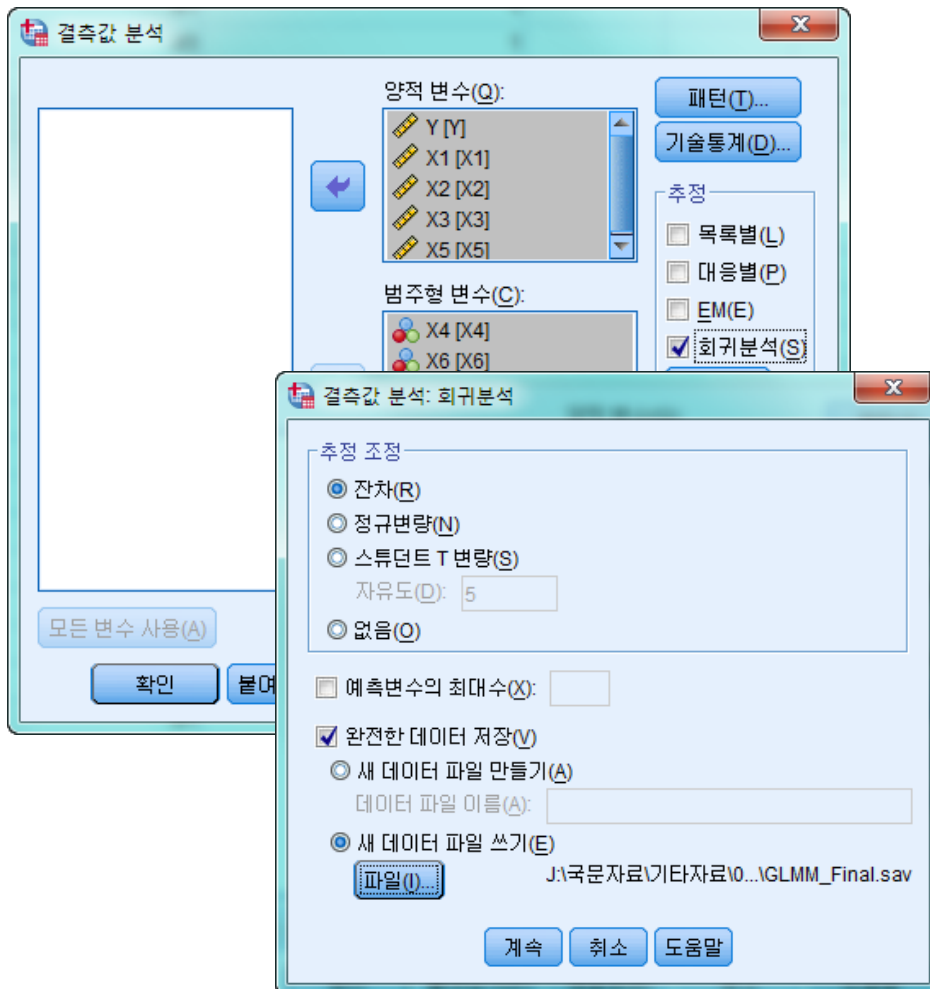 결측값 분석
양적 변수(Q):
Y [Y]
X1 [X1]
X2 [X2]
X3 [X3]
X5 [X5]
범주형 변수(C):
X4 [X4]
X6 [X6]
패턴(T)...
기술통계(D)...
추정
목록별(L)
대응별(P)
EM(E)
회귀분석(S)
모든 변수 사용(A)
확인
붙여
결측값 분석: 회귀분석
추정 조정
잔차(R)
정규변량(N)
스튜던트 T 변량(S)
자유도(D): 5
없음(O)
예측변수의 최대수(X):
완전한 데이터 저장(V)
새 데이터 파일 만들기(A)
데이터 파일 이름(A):
새 데이터 파일 쓰기(E)
파일(I)... J:\국문자료\기타자료\0...\GLMM_Final.sav
계속 취소 도움말